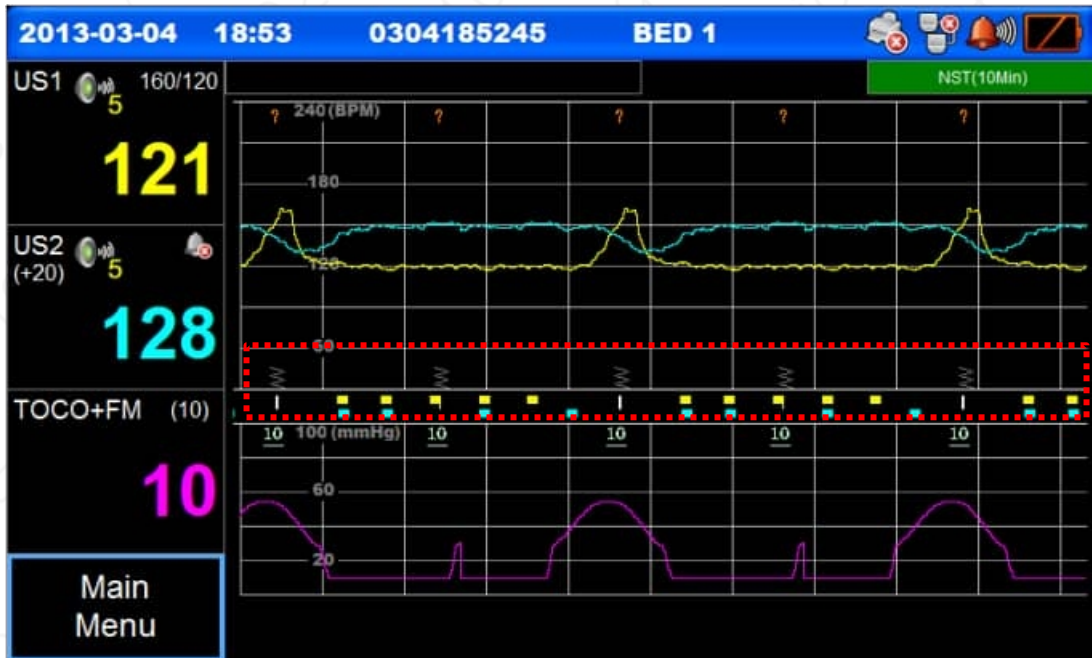 2013-03-04 18:53 0304185245 BED 1
US1 160/120
5
121
NST(10Min)
240 (BPM)
? ? ? ? ?
180
120
60
US2
(+20)
5
128
TOCO+FM (10)
10
10 100 (mmHg) 10 10 10 10
60
20
Main
Menu